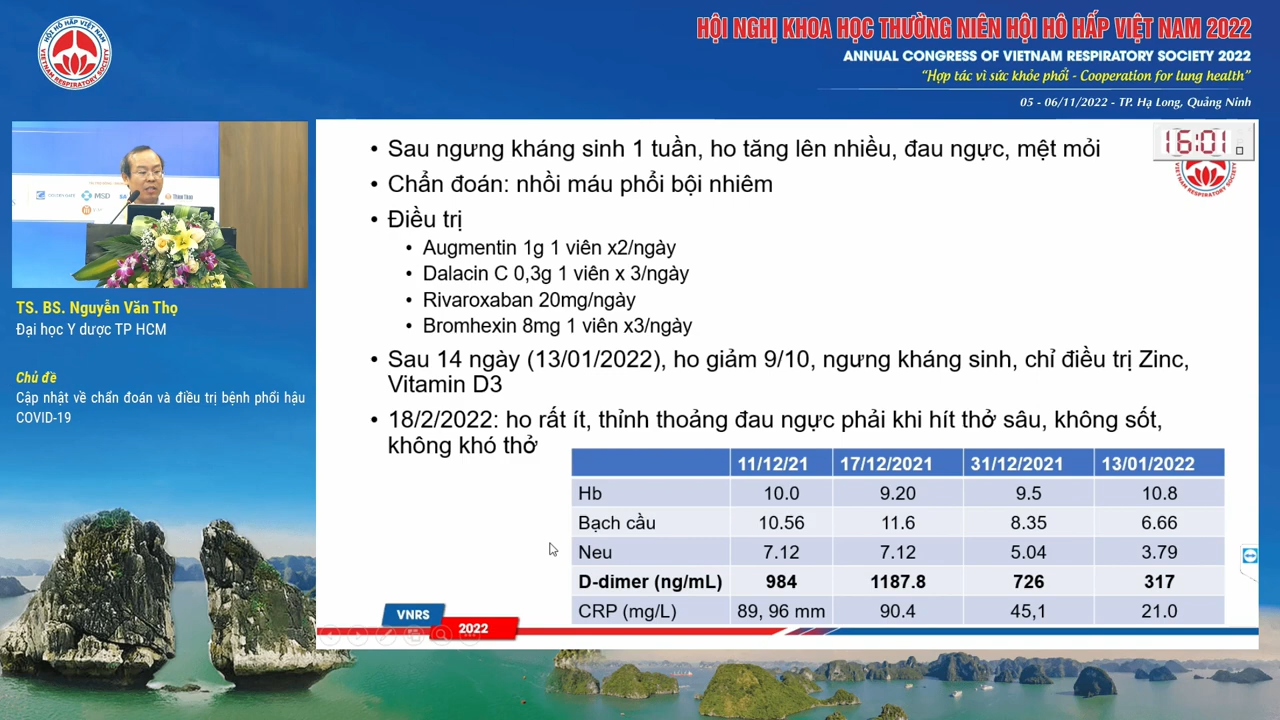 HỘI HÔ HẤP VIỆT NAM
VIETNAM RESPIRATORY SOCIETY
HỘI NGHỊ KHOA HỌC THƯỜNG NIÊN HỘI HÔ HẤP VIỆT NAM 2022
ANNUAL CONGRESS OF VIETNAM RESPIRATORY SOCIETY 2022
“Hợp tác vì sức khỏe phổi - Cooperation for lung health”
05 - 06/11/2022 - TP. Hạ Long, Quảng Ninh
MSD
TS. BS. Nguyễn Văn Thọ
Đại học Y dược TP HCM
Chủ đề
Cập nhật về chẩn đoán và điều trị bệnh phổi hậu
COVID-19
16:01
• Sau ngưng kháng sinh 1 tuần, ho tăng lên nhiều, đau ngực, mệt mỏi
• Chẩn đoán: nhồi máu phổi bội nhiêm
• Điều trị
• Augmentin 1g 1 viên x2/ngày
• Dalacin C 0,3g 1 viên x 3/ngày
• Rivaroxaban 20mg/ngày
• Bromhexin 8mg 1 viên x3/ngày
• Sau 14 ngày (13/01/2022), ho giảm 9/10, ngưng kháng sinh, chỉ điều trị Zinc,
Vitamin D3
• 18/2/2022: ho rất ít, thỉnh thoảng đau ngực phải khi hít thở sâu, không sốt,
không khó thở
11/12/21 17/12/2021 31/12/2021 13/01/2022
Hb 10.0 9.20 9.5 10.8
Bạch cầu 10.56 11.6 8.35 6.66
Neu 7.12 7.12 5.04 3.79
D-dimer (ng/mL) 984 1187.8 726 317
CRP (mg/L) 89, 96 mm 90.4 45,1 21.0
VNRS
2022